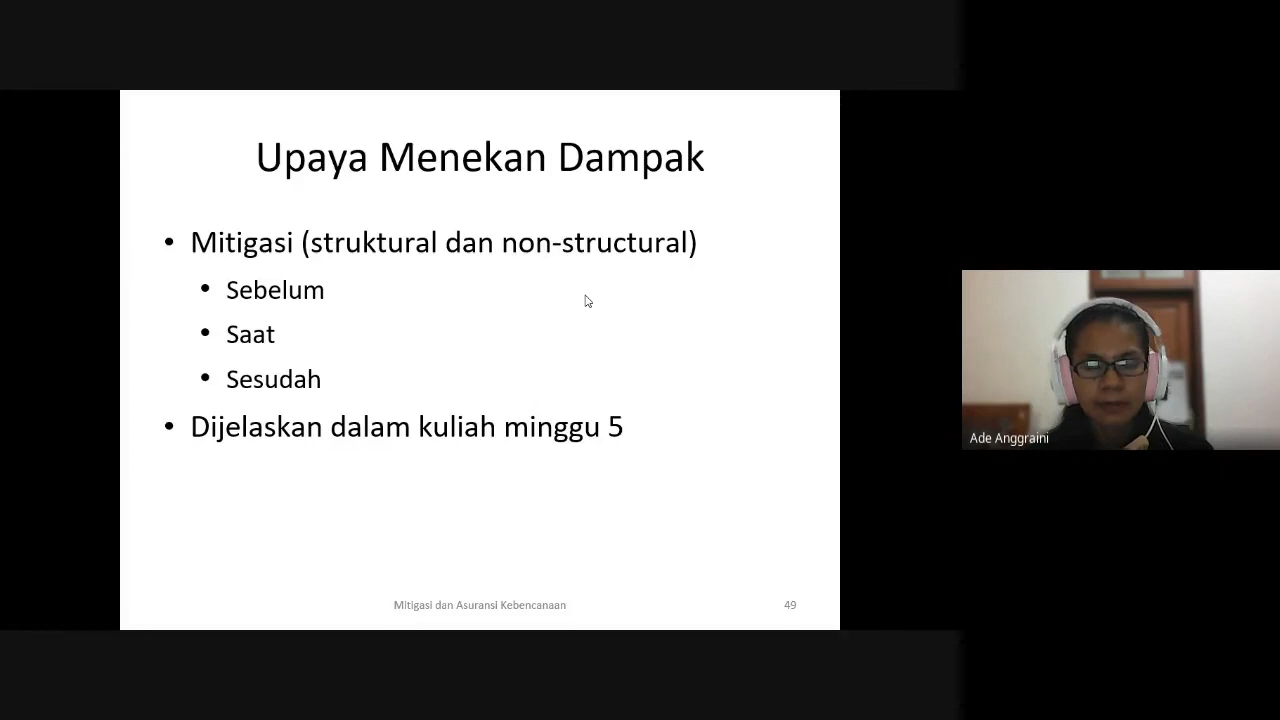 Upaya Menekan Dampak
• Mitigasi (struktural dan non-structural)
• Sebelum
• Saat
• Sesudah
• Dijelaskan dalam kuliah minggu 5
Mitigasi dan Asuransi Kebencanaan
49
Ade Anggraini